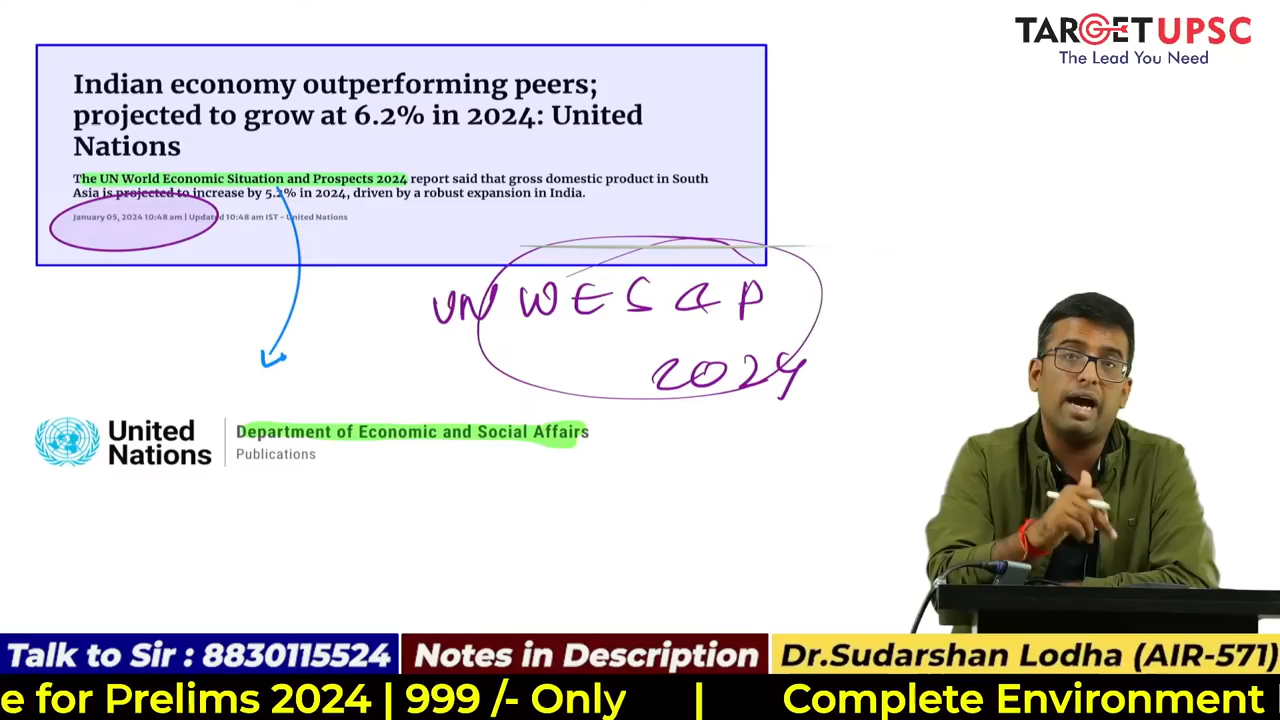 TARGET UPSC
The Lead You Need
Indian economy outperforming peers;
projected to grow at 6.2% in 2024: United
Nations
The UN World Economic Situation and Prospects 2024 report said that gross domestic product in South
Asia is projected to increase by 5.2% in 2024, driven by a robust expansion in India.
January 05, 2024 10:48 am | Updated 10:48 am IST - United Nations
UN WES & P
2024
United
Nations
Department of Economic and Social Affairs
Publications
Talk to Sir : 8830115524
Notes in Description
Dr.Sudarshan Lodha (AIR-571)
e for Prelims 2024 | 999 /- Only | Complete Environment